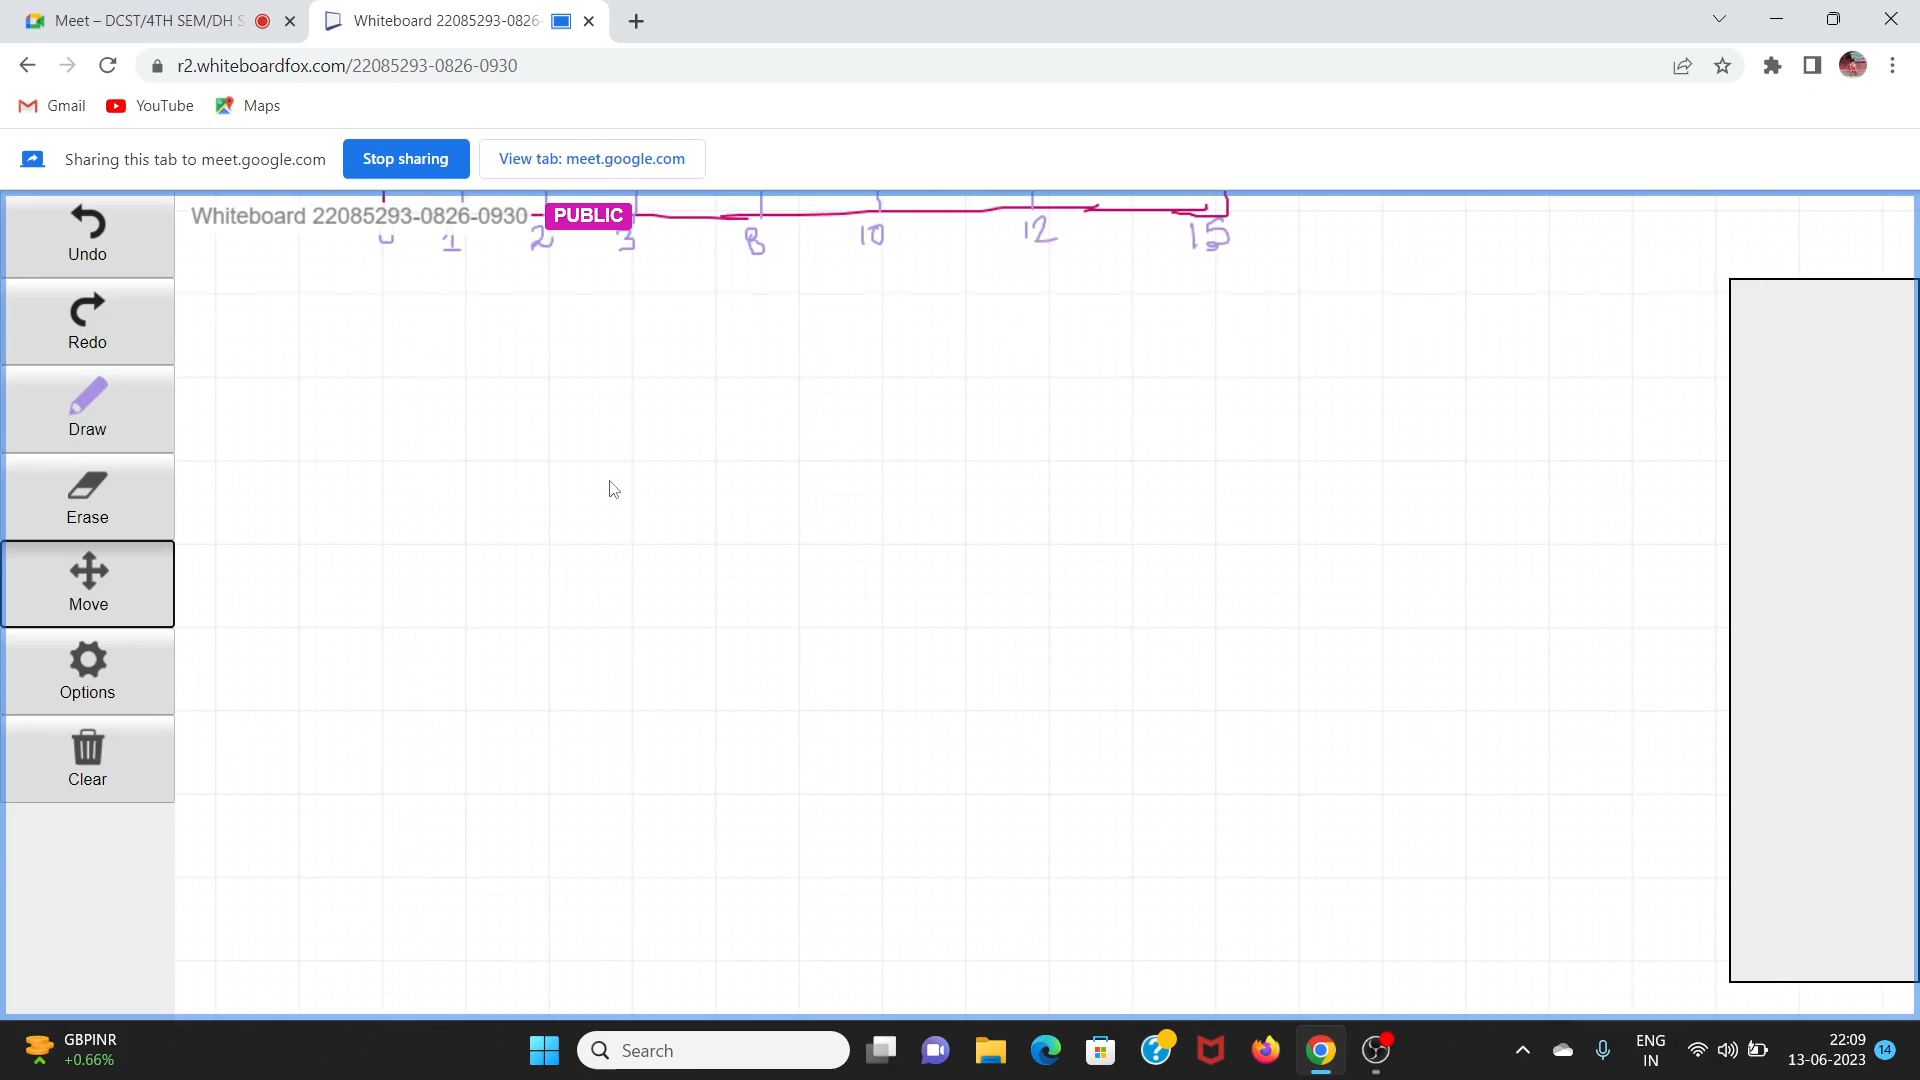 Meet – DCST/4TH SEM/DH S
Whiteboard 22085293-0826-
r2.whiteboardfox.com/22085293-0826-0930
Gmail YouTube Maps
Sharing this tab to meet.google.com Stop sharing View tab: meet.google.com
Whiteboard 22085293-0826-0930 PUBLIC
0 1 2 3 8 10 12 15
Undo
Redo
Draw
Erase
Move
Options
Clear
GBPINR
+0.66%
Search
ENG
IN
22:09
13-06-2023
14